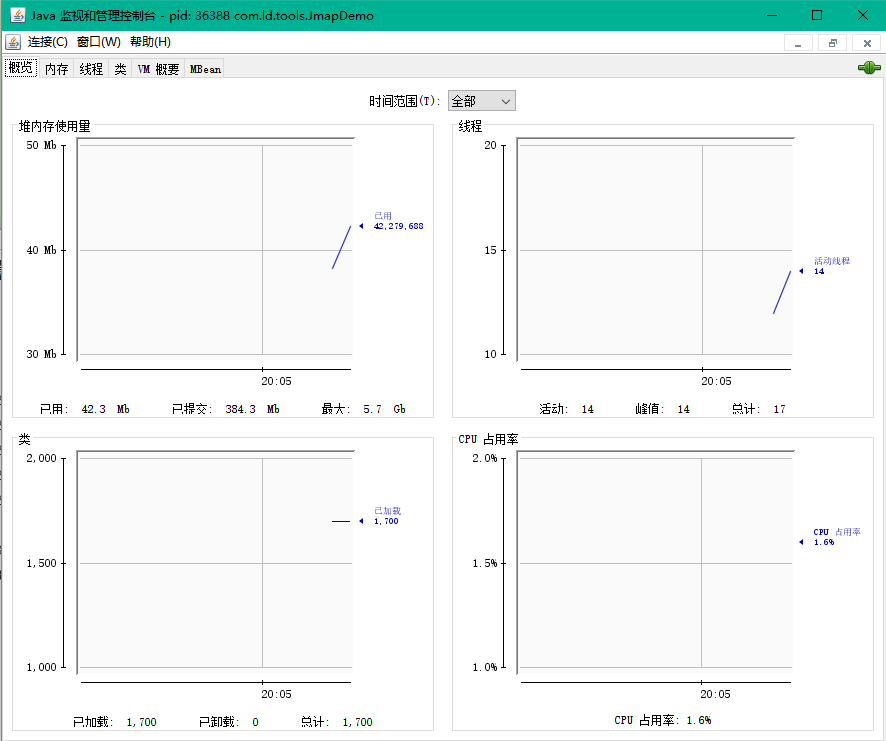 Java 监视和管理控制台 - pid: 36388 com.ld.tools.JmapDemo
连接(C) 窗口(W) 帮助(H)
概览 内存 线程 类 VM 概要 MBean
时间范围(T): 全部
堆内存使用量
50 Mb
40 Mb
30 Mb
已用
42,279,688
20:05
已用: 42.3 Mb 已提交: 384.3 Mb 最大: 5.7 Gb
线程
20
15
10
活动线程
14
20:05
活动: 14 峰值: 14 总计: 17
类
2,000
1,500
1,000
已加载
1,700
20:05
已加载: 1,700 已卸载: 0 总计: 1,700
CPU 占用率
2.0%
1.5%
1.0%
CPU 占用率
1.6%
20:05
CPU 占用率: 1.6%